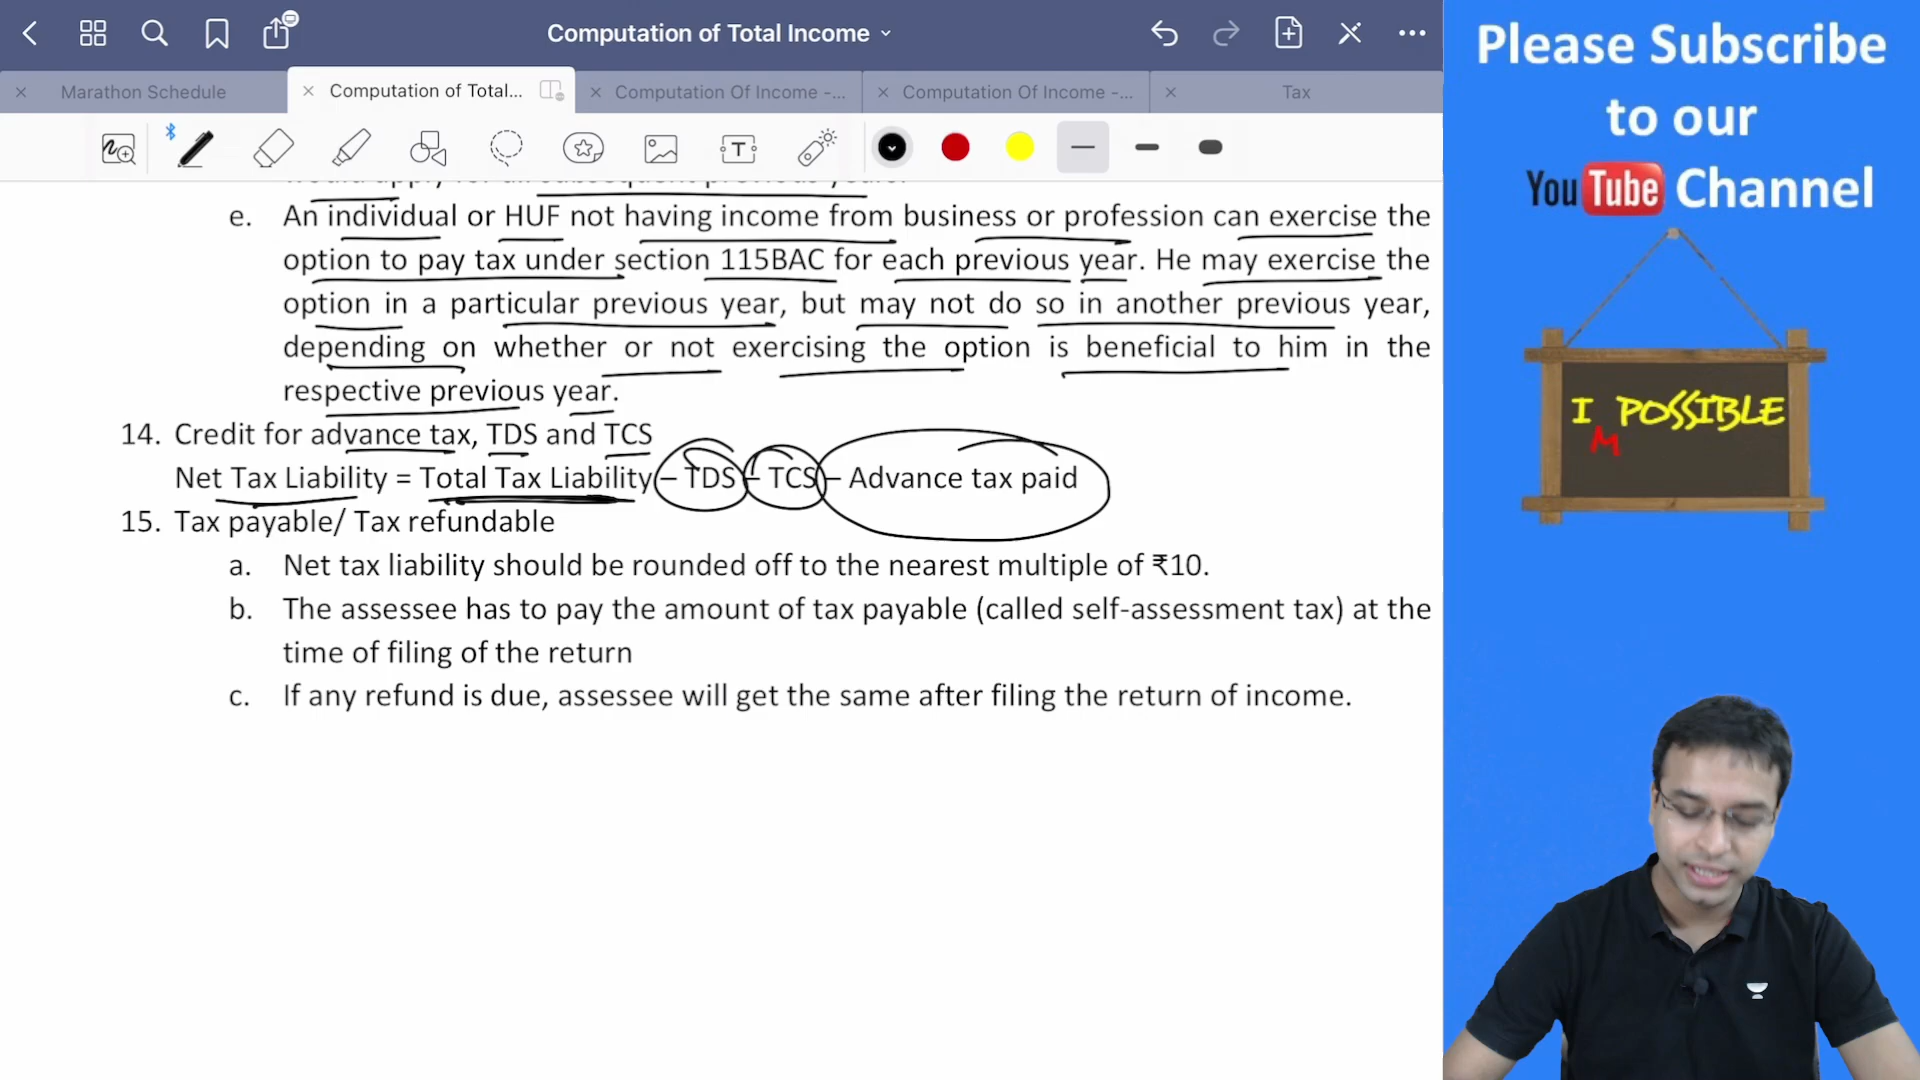 Computation of Total Income
Marathon Schedule
Computation of Total...
Computation Of Income -...
Computation Of Income -...
Tax
would apply for all subsequent previous years.
e. An individual or HUF not having income from business or profession can exercise the
option to pay tax under section 115BAC for each previous year. He may exercise the
option in a particular previous year, but may not do so in another previous year,
depending on whether or not exercising the option is beneficial to him in the
respective previous year.
14. Credit for advance tax, TDS and TCS
Net Tax Liability = Total Tax Liability – TDS – TCS – Advance tax paid
15. Tax payable/ Tax refundable
a. Net tax liability should be rounded off to the nearest multiple of ₹10.
b. The assessee has to pay the amount of tax payable (called self-assessment tax) at the
time of filing of the return
c. If any refund is due, assessee will get the same after filing the return of income.
Please Subscribe
to our
YouTube Channel
I POSSIBLE
M